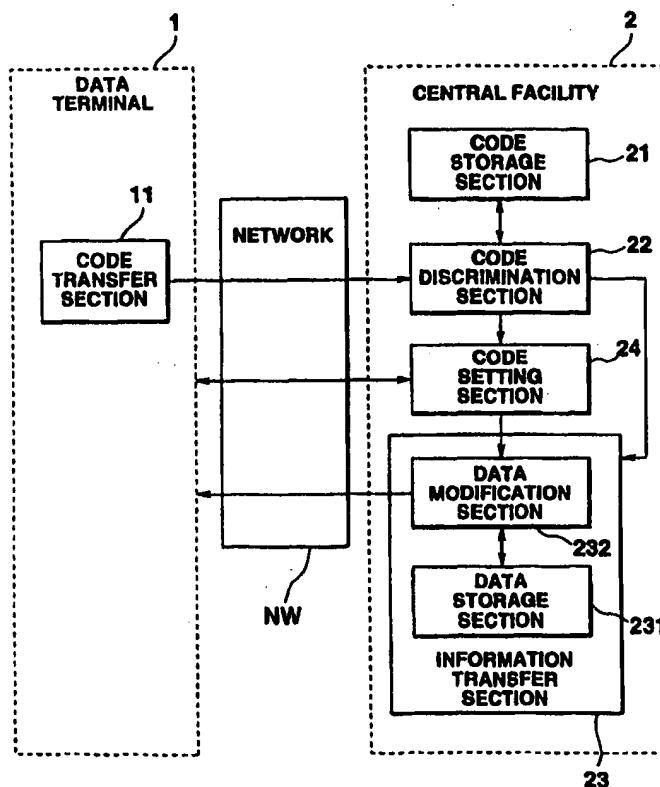 1
2
DATA
TERMINAL
CENTRAL FACILITY
CODE
STORAGE
SECTION
21
11
CODE
TRANSFER
SECTION
NETWORK
CODE
DISCRIMINATION
SECTION
22
CODE
SETTING
SECTION
24
DATA
MODIFICATION
SECTION
232
NW
DATA
STORAGE
SECTION
231
INFORMATION
TRANSFER
SECTION
23